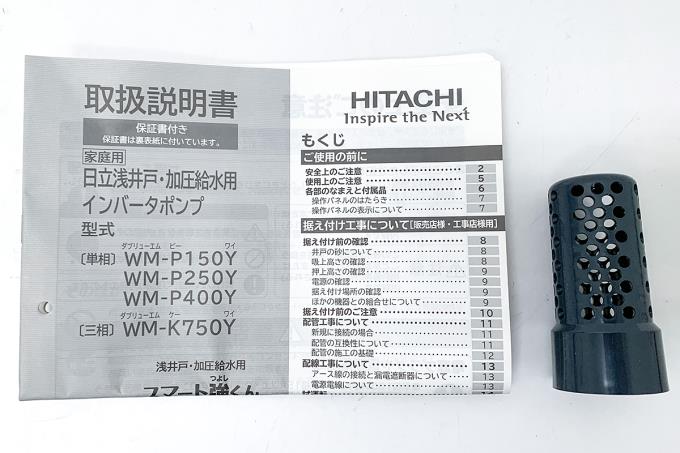 取扱説明書
保証書付き
保証書は裏表紙に付いています。
家庭用
日立浅井戸・加圧給水用
インバータポンプ
型式
ダブリューエム ピー ワイ
［単相］WM-P150Y
WM-P250Y
WM-P400Y
ダブリューエム ケー ワイ
［三相］WM-K750Y
浅井戸・加圧給水用
つよし
スマート強くん
HITACHI
Inspire the Next
もくじ
ご使用の前に
安全上のご注意 2
使用上のご注意 5
各部のなまえと付属品 6
操作パネルのはたらき 7
操作パネルの表示について 7
据え付け工事について［販売店様・工事店様用］
据え付け前の確認 8
井戸の砂について 8
吸上高さの確認 8
押上高さの確認 9
電源の確認 9
据え付け場所の確認 9
ほかの機器との組合せについて 9
据え付け前のご注意 10
配管工事について 11
新規に接続の場合 11
配管の互換性について 11
配管の施工の基礎 12
配線工事について 13
アース線の接続と漏電遮断器について 13
電源電線について 13
試運転 14